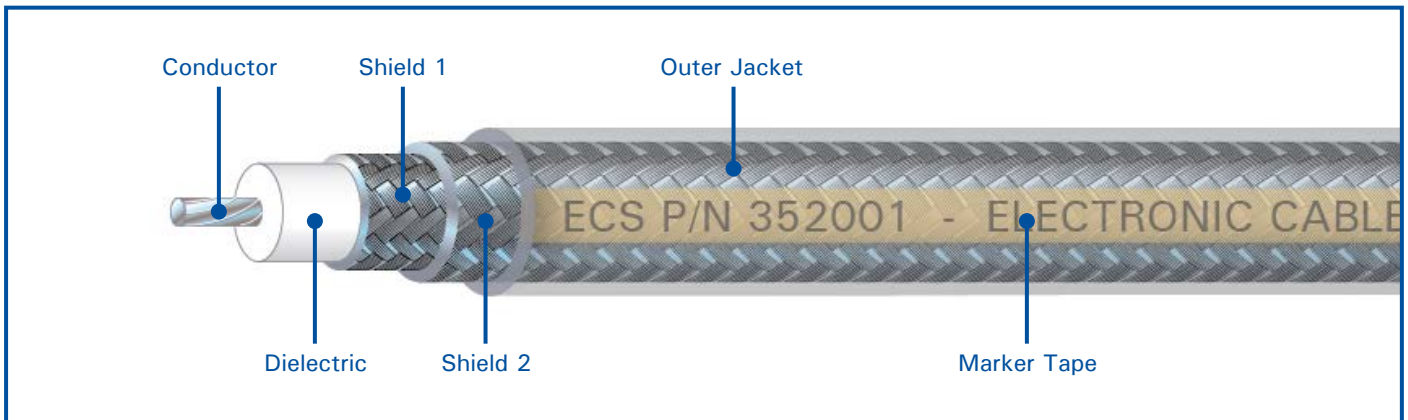 Conductor Shield 1 Outer Jacket
ECS P/N 352001 - ELECTRONIC CABLE
Dielectric Shield 2 Marker Tape